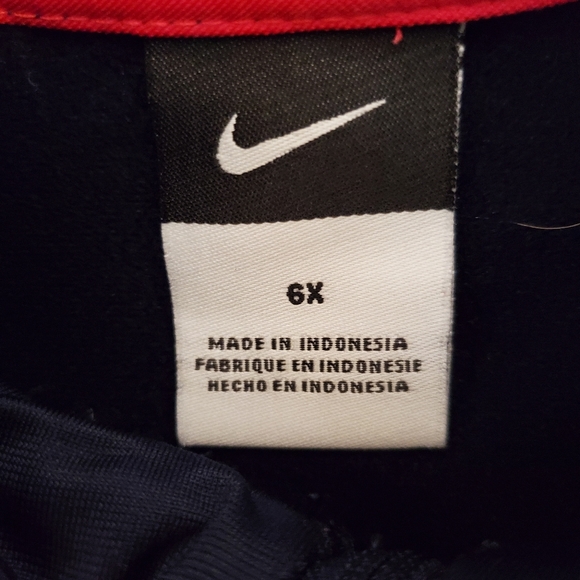 6X
MADE IN INDONESIA
FABRIQUE EN INDONESIE
HECHO EN INDONESIA